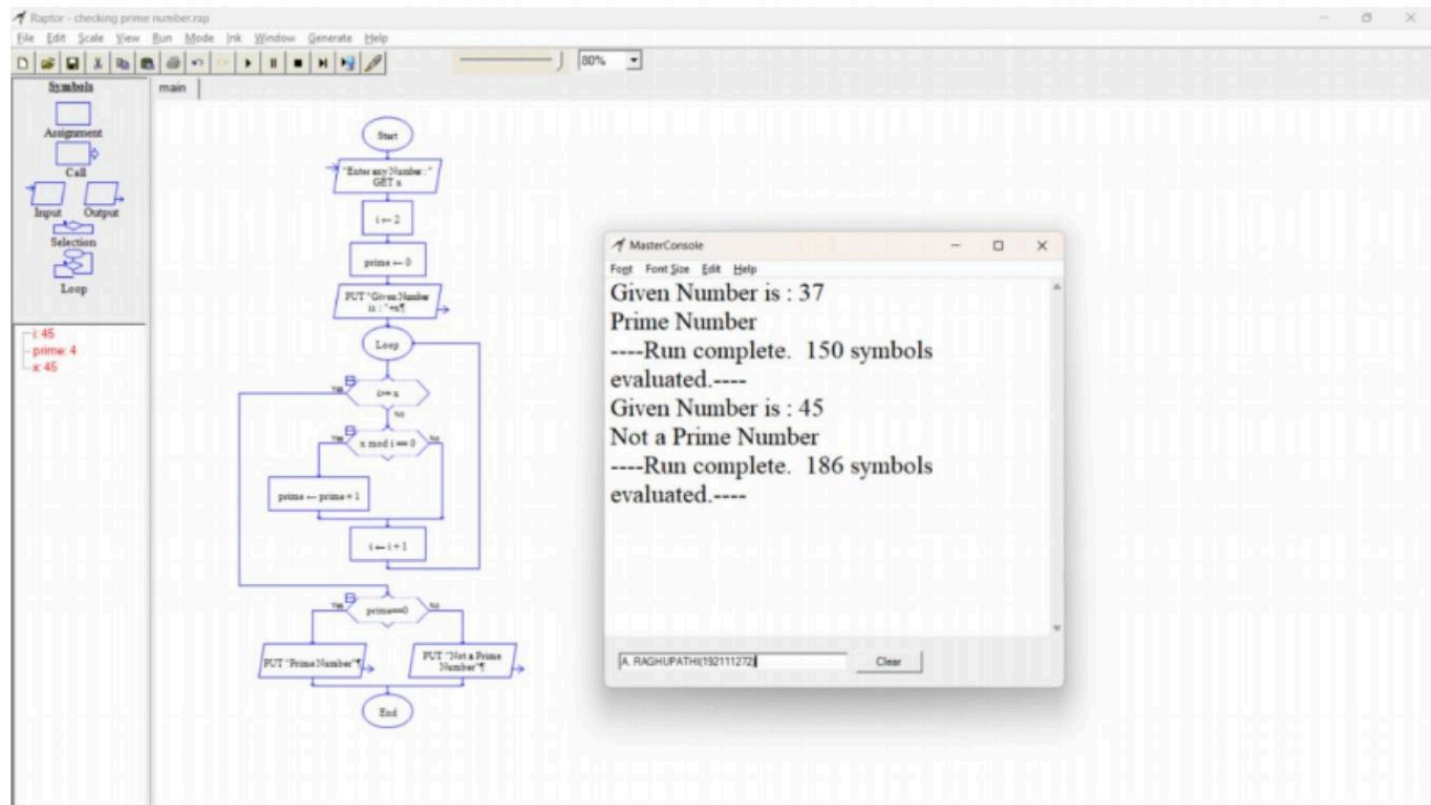 Raptor - checking prime number.rap
File Edit Scale View Run Mode Ink Window Generate Help
80%
Symbols
Assignment
Call
Input Output
Selection
Loop
main
i: 45
prime: 4
x: 45
Start
"Enter any Number : "
GET x
i ← 2
prime ← 0
PUT "Given Number
is : "+x¶
Loop
Yes
i>= x
No
Yes
x mod i == 0
No
prime ← prime + 1
i ← i + 1
Yes
prime==0
No
PUT "Prime Number"¶
PUT "Not a Prime
Number"¶
End
MasterConsole
Font Font Size Edit Help
Given Number is : 37
Prime Number
----Run complete. 150 symbols
evaluated.----
Given Number is : 45
Not a Prime Number
----Run complete. 186 symbols
evaluated.----
A. RAGHUPATHI(192111272)
Clear